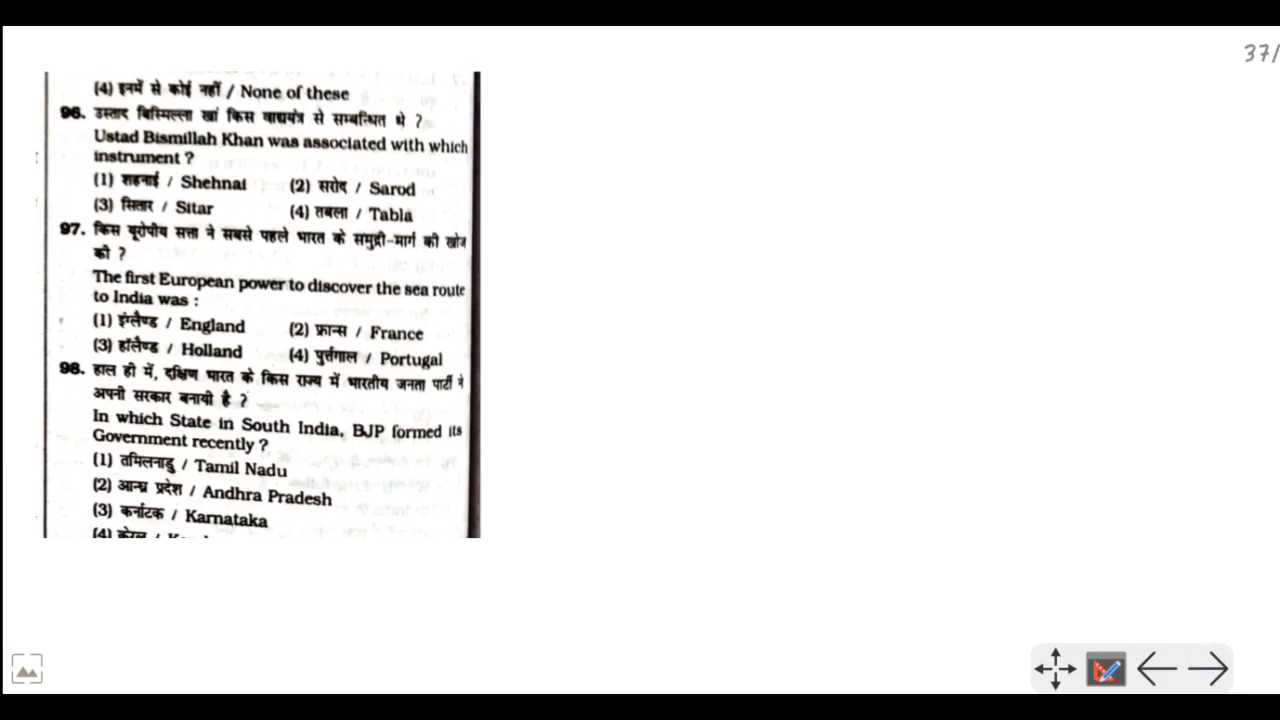 37/
(4) इनमें से कोई नहीं / None of these
96. उस्ताद बिस्मिल्ला खां किस वाद्ययंत्र से सम्बन्धित थे ?
Ustad Bismillah Khan was associated with which
instrument ?
(1) शहनाई / Shehnai (2) सरोद / Sarod
(3) सितार / Sitar (4) तबला / Tabla
97. किस यूरोपीय सत्ता ने सबसे पहले भारत के समुद्री-मार्ग की खोज
की ?
The first European power to discover the sea route
to India was :
(1) इंग्लैण्ड / England (2) फ्रान्स / France
(3) हॉलैण्ड / Holland (4) पुर्त्तगाल / Portugal
98. हाल ही में, दक्षिण भारत के किस राज्य में भारतीय जनता पार्टी ने
अपनी सरकार बनायी है ?
In which State in South India, BJP formed its
Government recently ?
(1) तमिलनाडु / Tamil Nadu
(2) आन्ध्र प्रदेश / Andhra Pradesh
(3) कर्नाटक / Karnataka
(4) केरल /